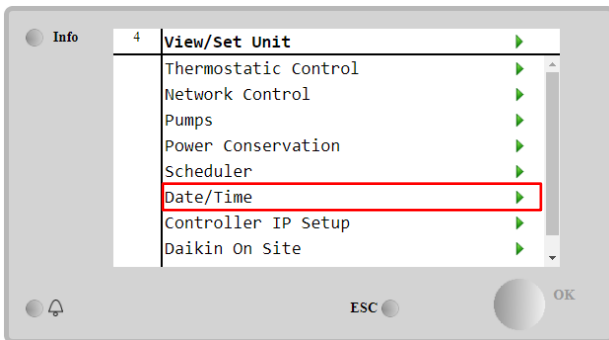 Info
4 View/Set Unit
Thermostatic Control
Network Control
Pumps
Power Conservation
Scheduler
Date/Time
Controller IP Setup
Daikin On Site
ESC
OK